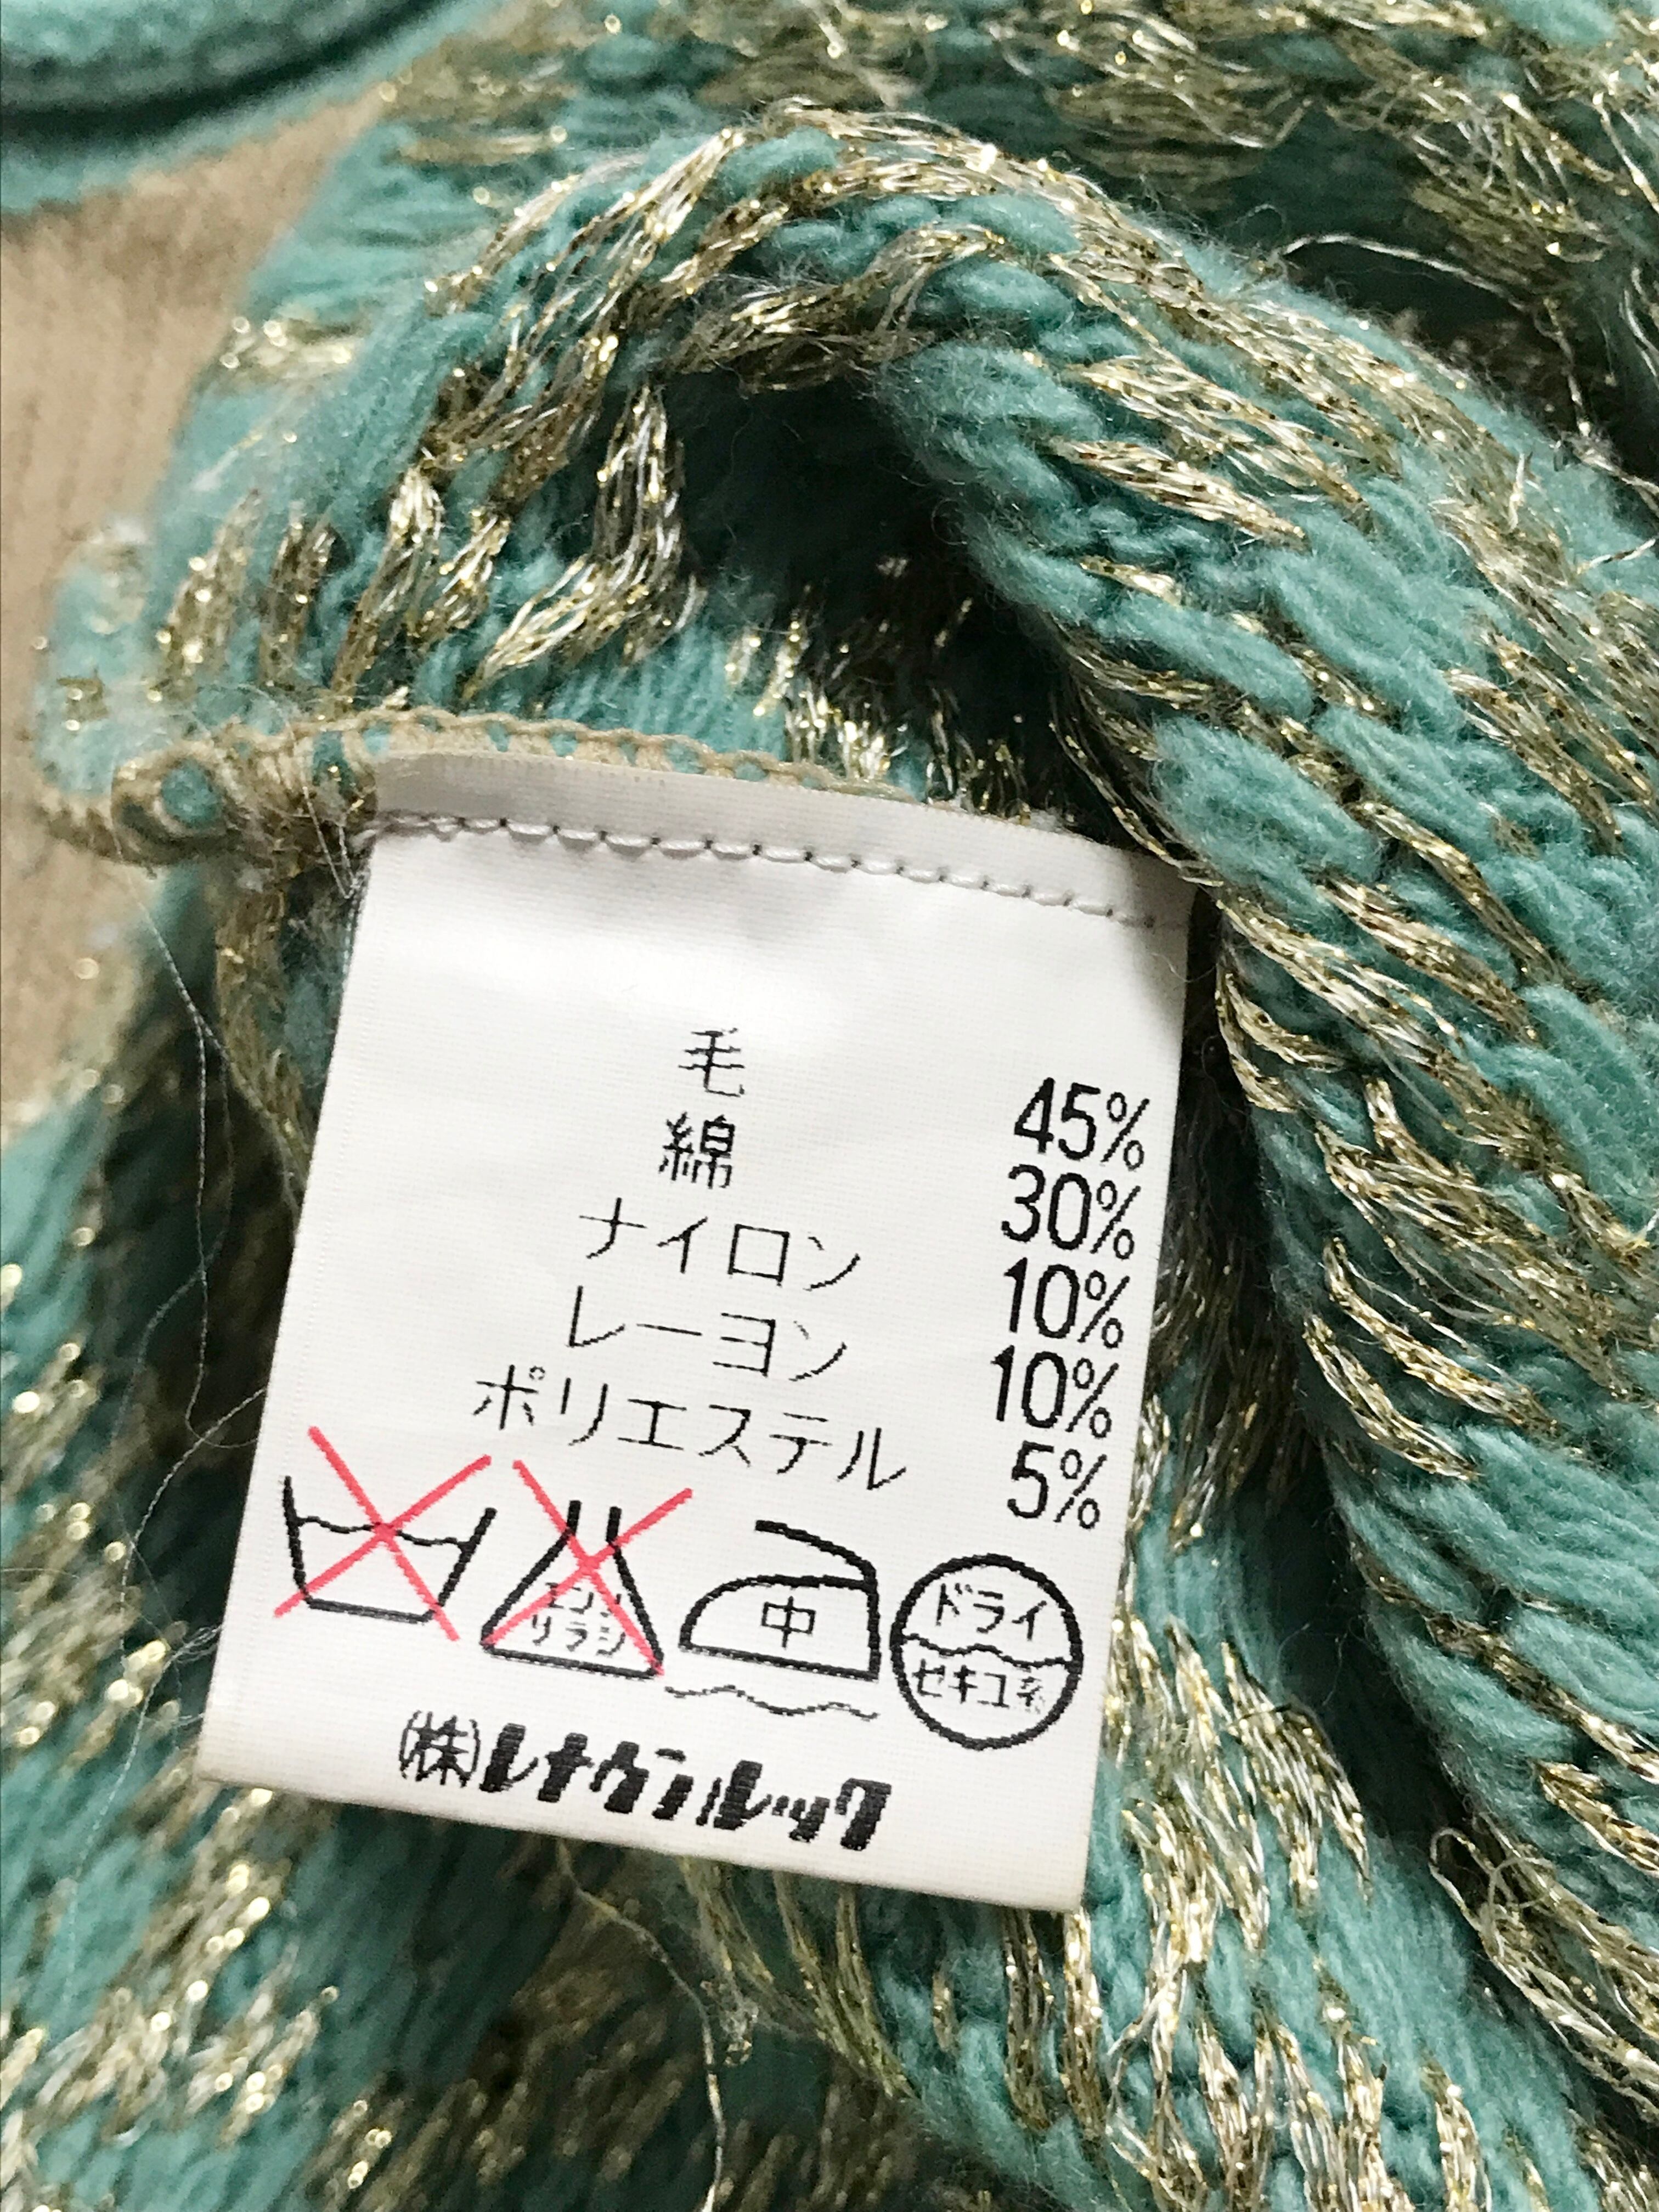 毛 45%
綿 30%
ナイロン 10%
レーヨン 10%
ポリエステル 5%
エンソ
サラシ
中
ドライ
セキユ系
(株)レナウンルック